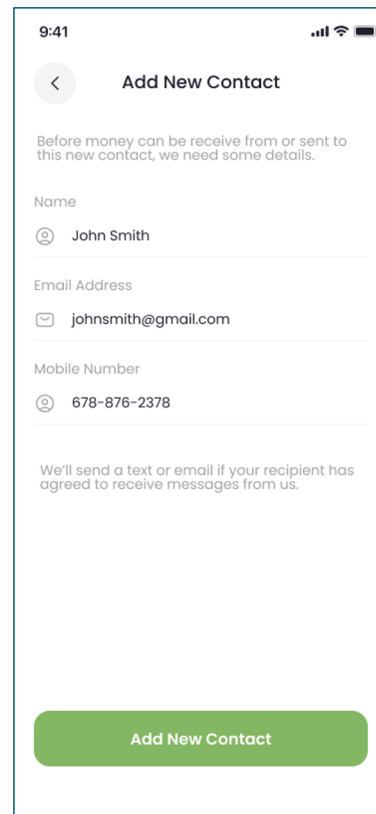 9:41
Add New Contact
Before money can be receive from or sent to
this new contact, we need some details.
Name
John Smith
Email Address
johnsmith@gmail.com
Mobile Number
678-876-2378
We'll send a text or email if your recipient has
agreed to receive messages from us.
Add New Contact